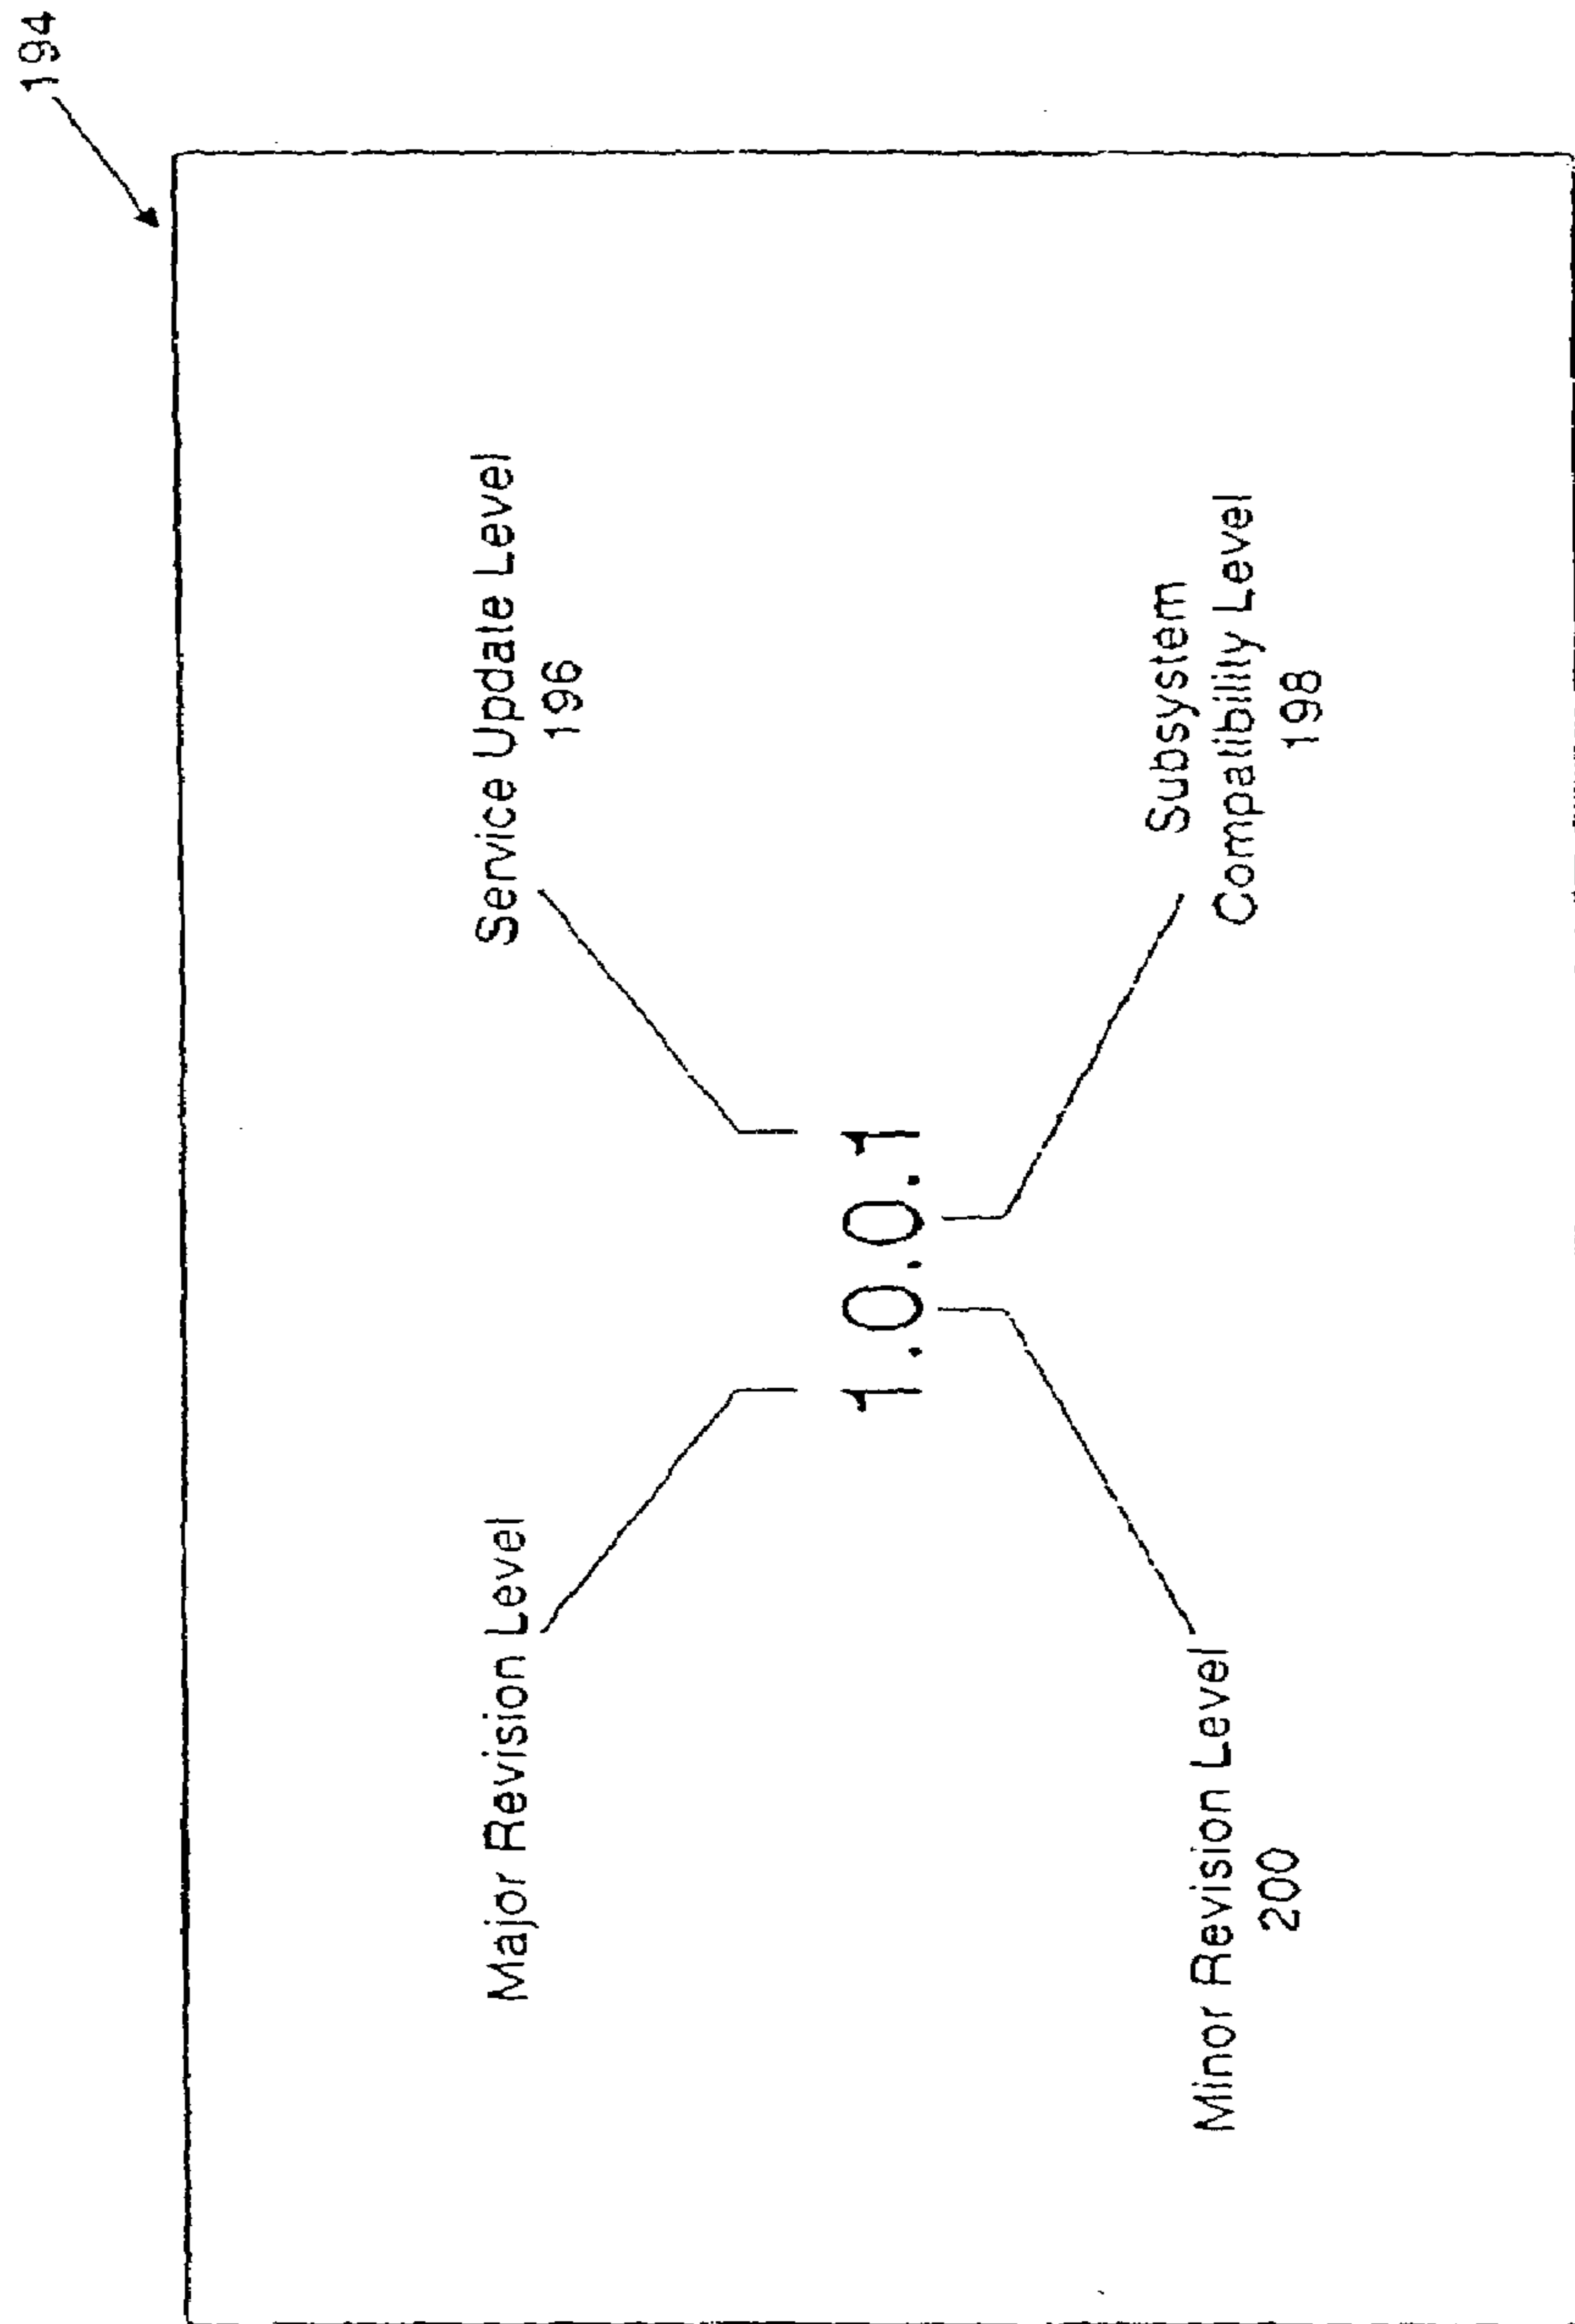 194
Major Revision Level
Service Update Level
196
1.0.0.1
Minor Revision Level
200
Subsystem
Compatibility Level
198